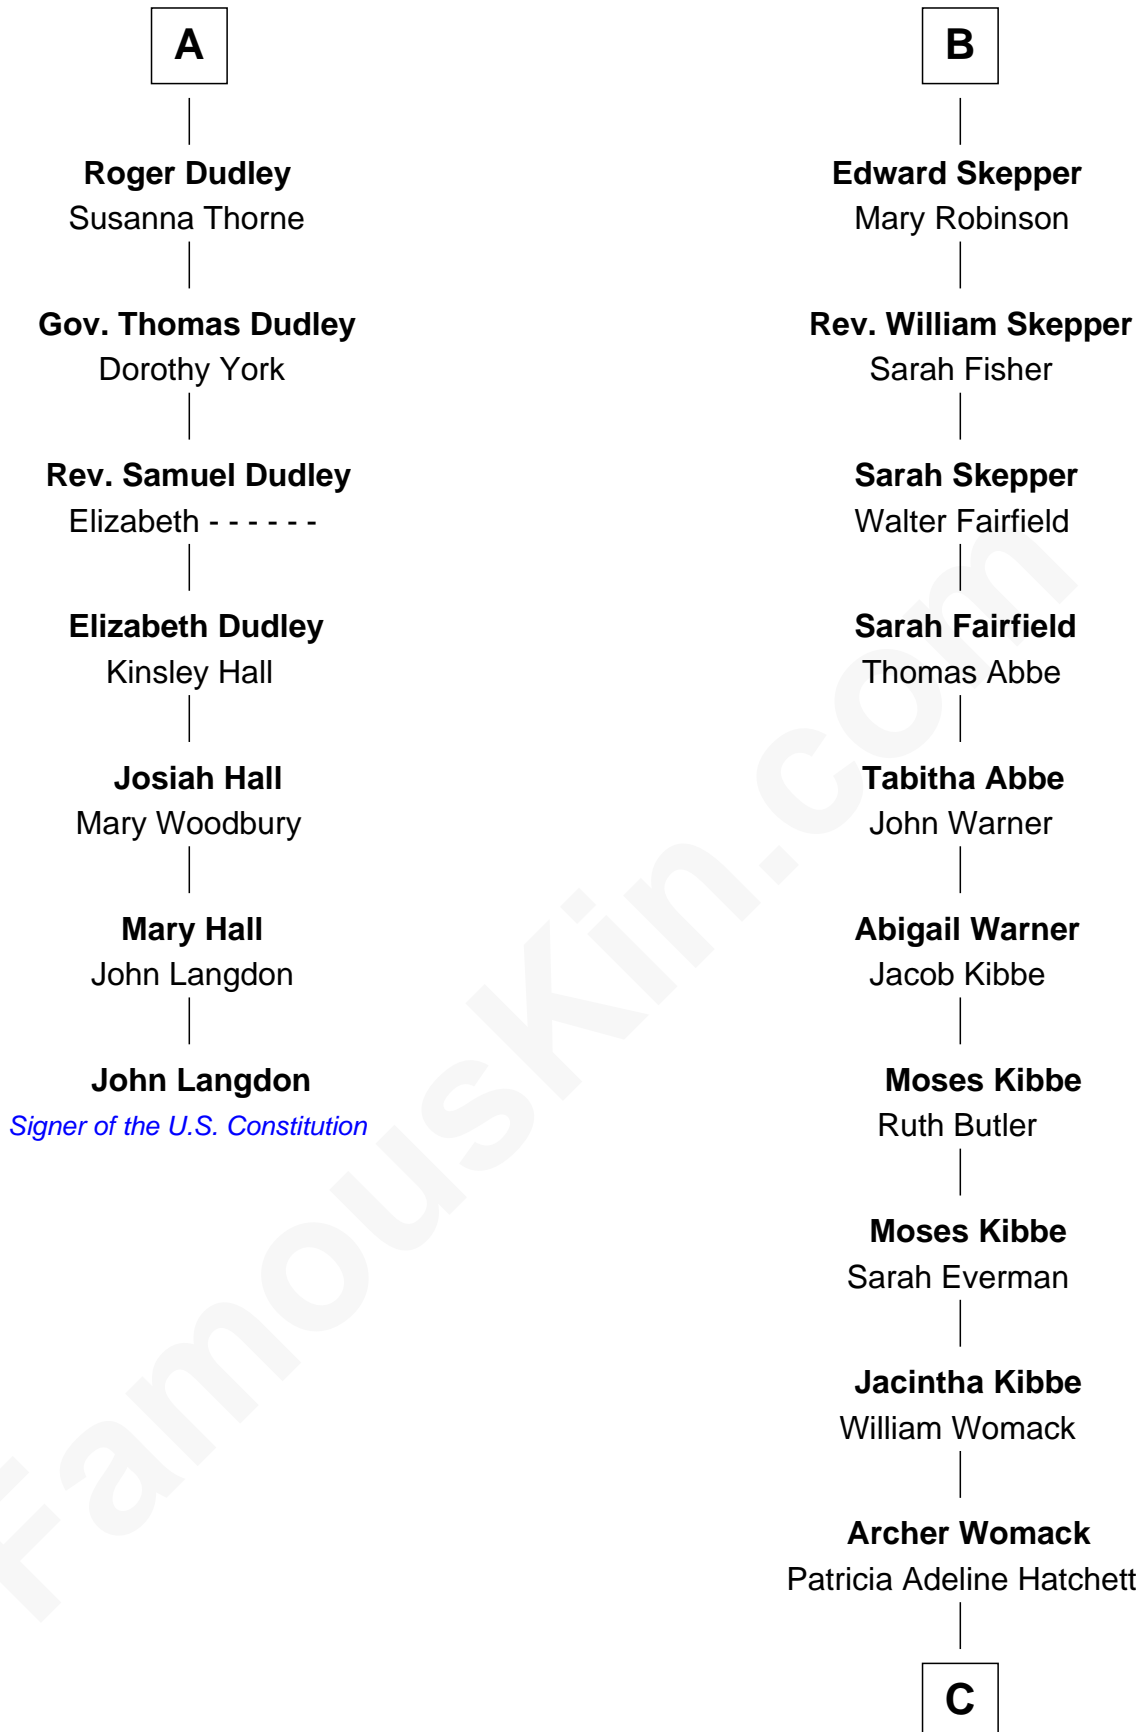 A
Roger Dudley
Susanna Thorne
Gov. Thomas Dudley
Dorothy York
Rev. Samuel Dudley
Elizabeth - - - - - -
Elizabeth Dudley
Kinsley Hall
Josiah Hall
Mary Woodbury
Mary Hall
John Langdon
John Langdon
Signer of the U.S. Constitution
B
Edward Skepper
Mary Robinson
Rev. William Skepper
Sarah Fisher
Sarah Skepper
Walter Fairfield
Sarah Fairfield
Thomas Abbe
Tabitha Abbe
John Warner
Abigail Warner
Jacob Kibbe
Moses Kibbe
Ruth Butler
Moses Kibbe
Sarah Everman
Jacintha Kibbe
William Womack
Archer Womack
Patricia Adeline Hatchett
C
FamousKin.com